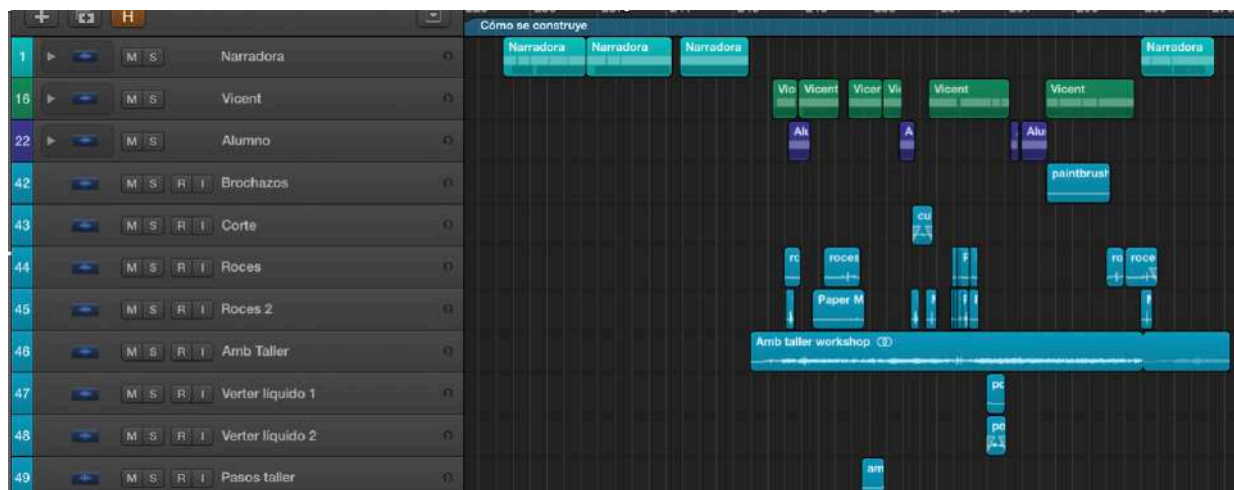 H
Cómo se construye
1 M S Narradora Narradora Narradora Narradora Narradora
16 M S Vicent Vic Vicent Vicer Vi Vicent Vicent
22 M S Alumno Alu A Alu
42 M S R I Brochazos paintbrush
43 M S R I Corte cu
44 M S R I Roces ro roces R ro roce
45 M S R I Roces 2 Paper M
46 M S R I Amb Taller Amb taller workshop
47 M S R I Verter líquido 1 po
48 M S R I Verter líquido 2 po
49 M S R I Pasos taller am